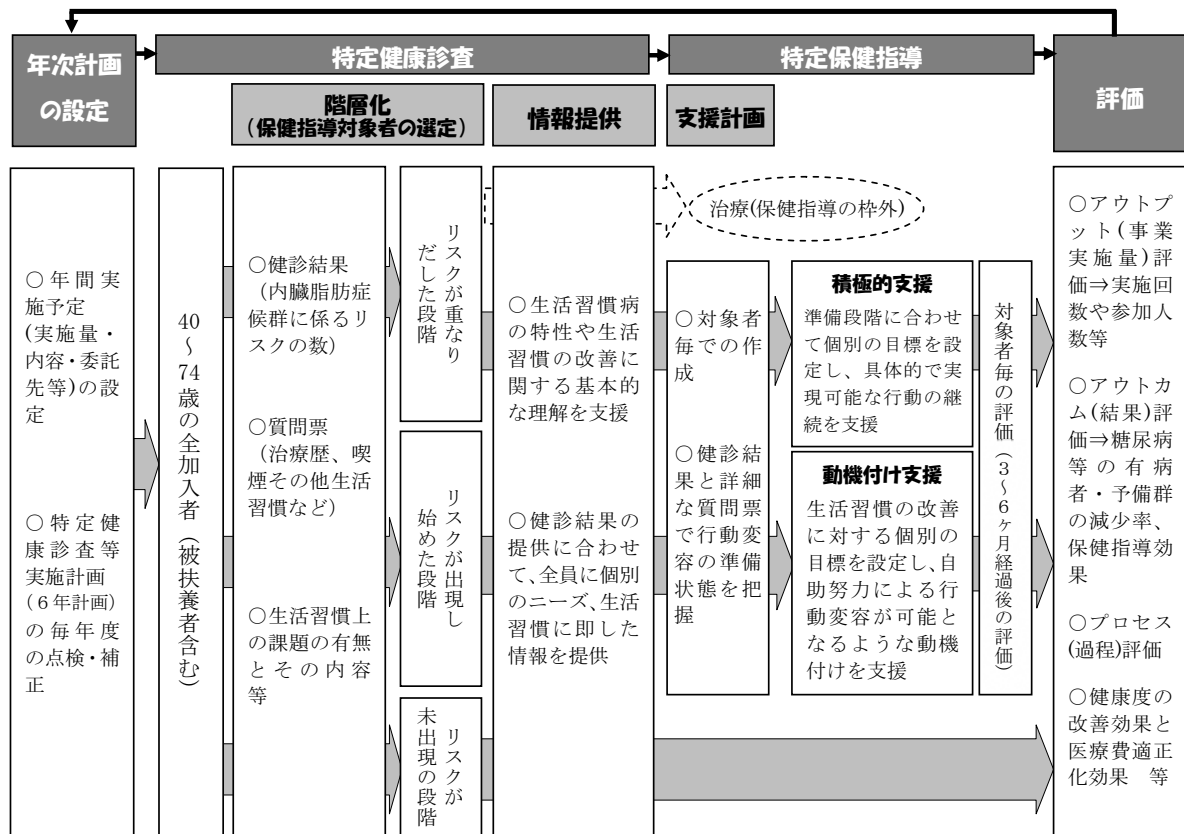 年次計画
の設定
特定健康診査
特定保健指導
評価
階層化
(保健指導対象者の選定)
情報提供
支援計画
○年間実
施予定
(実施量・
内容・委託
先等)の設
定
○特定健
康診査等
実施計画
(6年計画)
の毎年度
の点検・補
正
40～74歳の全加入者(被扶養者含む)
○健診結果
(内臓脂肪症
候群に係るリ
スクの数)
○質問票
(治療歴、喫
煙その他生活
習慣など)
○生活習慣上
の課題の有無
とその内容
等
リスクが重なり
だした段階
リスクが出現し
始めた段階
リスクが
未出現の段階
○生活習慣病
の特性や生活
習慣の改善に
関する基本的
な理解を支援
○健診結果の
提供に合わせ
て、全員に個別
のニーズ、生活
習慣に即した
情報を提供
治療(保健指導の枠外)
○対象者
毎での作
成
○健診結
果と詳細
な質問票
で行動変
容の準備
状態を把
握
積極的支援
準備段階に合わせ
て個別の目標を設
定し、具体的で実
現可能な行動の継
続を支援
動機付け支援
生活習慣の改善
に対する個別の
目標を設定し、自
助努力による行
動変容が可能と
なるような動機
付けを支援
対象者毎の評価(3～6ヶ月経過後の評価)
○アウトプ
ット(事業
実施量)評
価⇒実施回
数や参加人
数等
○アウトカ
ム(結果)評
価⇒糖尿病
等の有病
者・予備群
の減少率、
保健指導効
果
○プロセス
(過程)評価
○健康度の
改善効果と
医療費適正
化効果　等